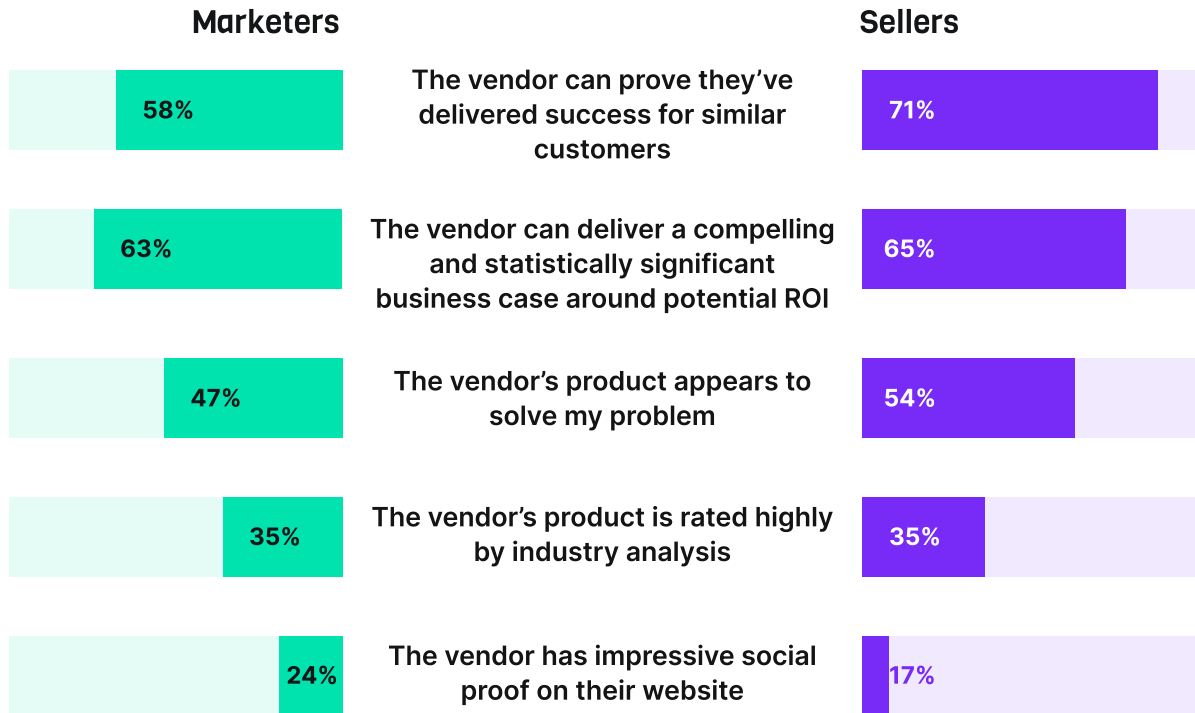 Marketers
Sellers
58%
The vendor can prove they’ve
delivered success for similar
customers
71%
63%
The vendor can deliver a compelling
and statistically significant
business case around potential ROI
65%
47%
The vendor’s product appears to
solve my problem
54%
35%
The vendor’s product is rated highly
by industry analysis
35%
24%
The vendor has impressive social
proof on their website
17%